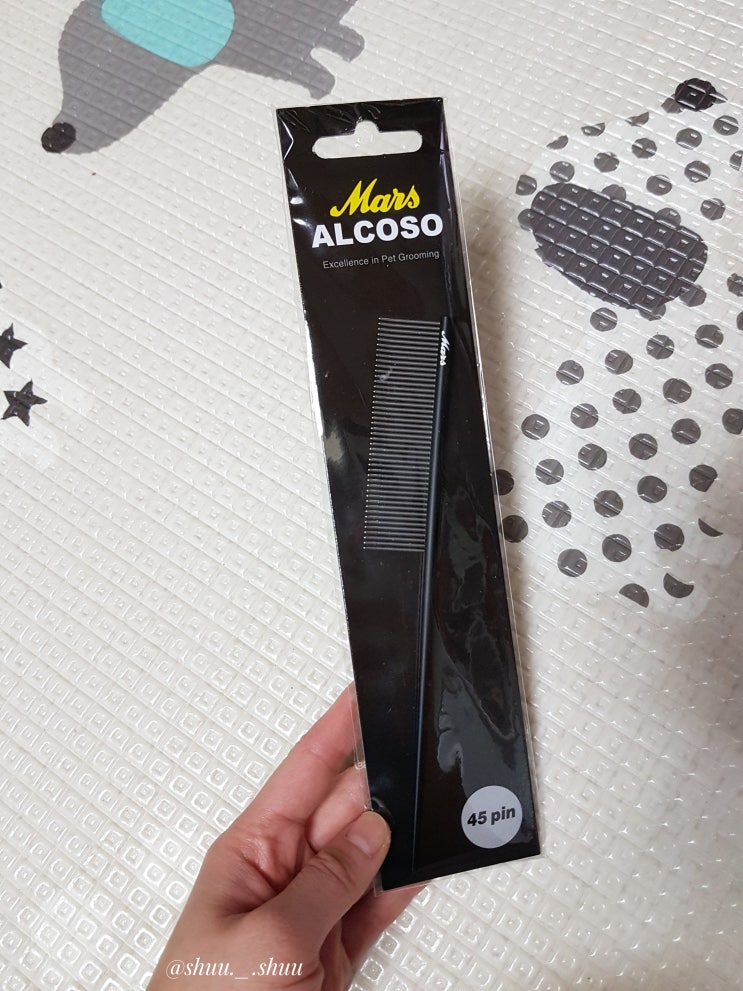 Mars
ALCOSO
Excellence in Pet Grooming
Mars
45 pin
@shuu._.shuu